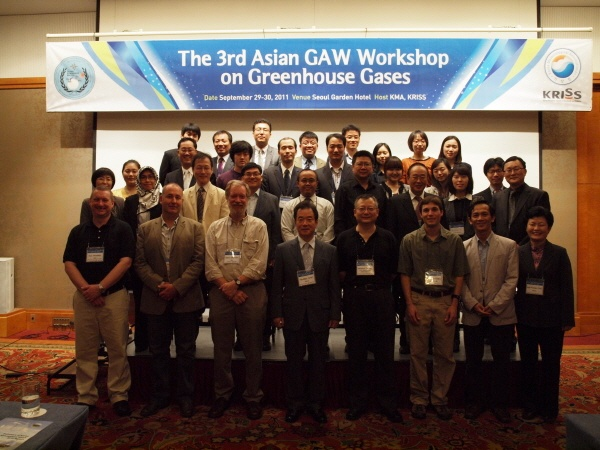 The 3rd Asian GAW Workshop
on Greenhouse Gases
Date September 29-30, 2011 Venue Seoul Garden Hotel Host KMA, KRISS
KRISS